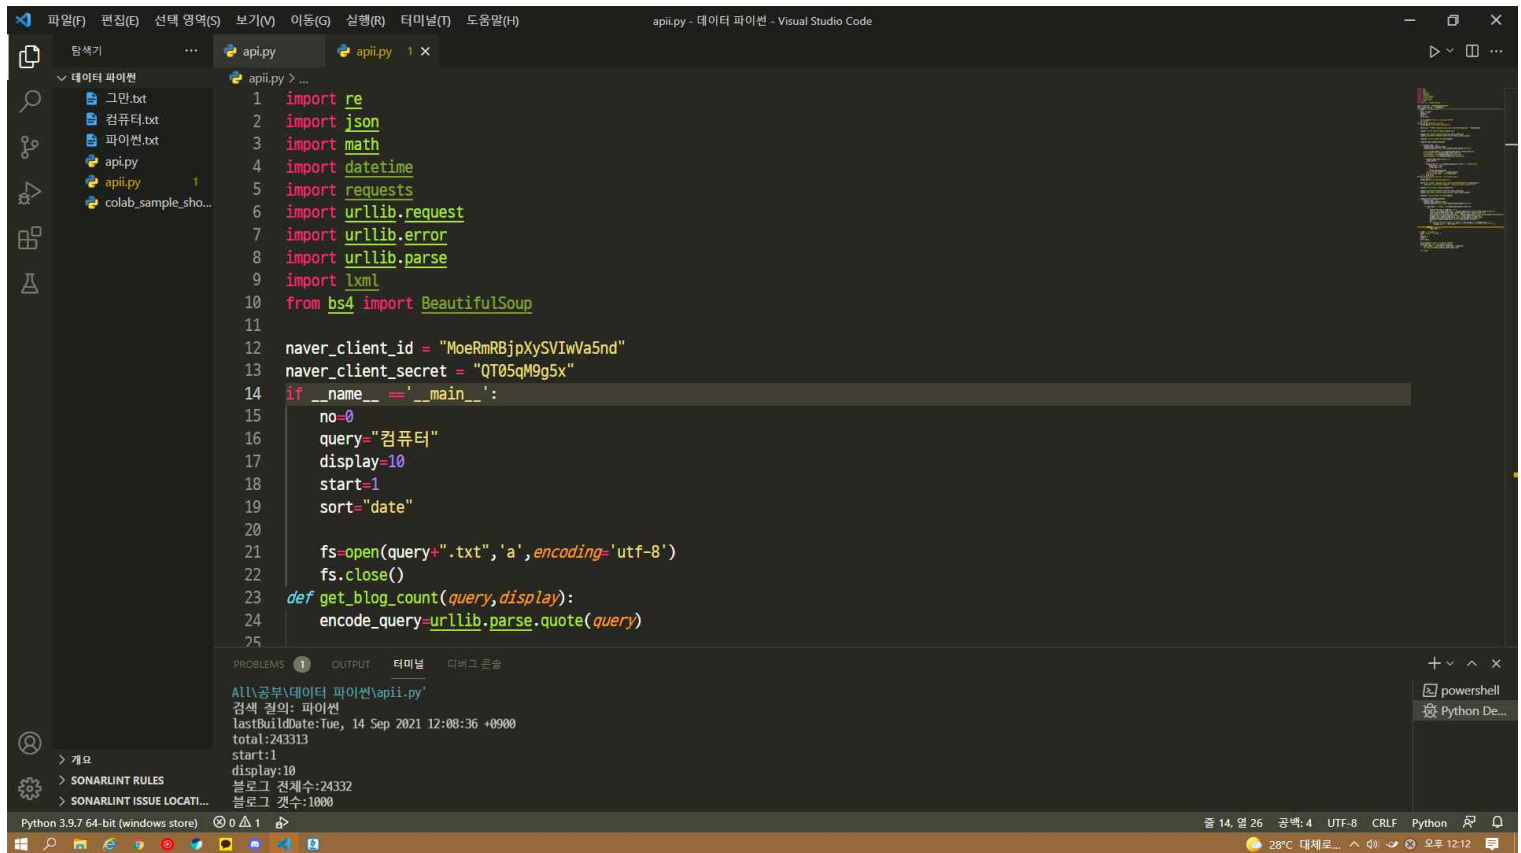 파일(F) 편집(E) 선택 영역(S) 보기(V) 이동(G) 실행(R) 터미널(T) 도움말(H)
apii.py - 데이터 파이썬 - Visual Studio Code
탐색기 ...
api.py
apii.py 1
데이터 파이썬
apii.py > ...
그만.txt
컴퓨터.txt
파이썬.txt
api.py
apii.py 1
colab_sample_sho...
1 import re
2 import json
3 import math
4 import datetime
5 import requests
6 import urllib.request
7 import urllib.error
8 import urllib.parse
9 import lxml
10 from bs4 import BeautifulSoup
11
12 naver_client_id = "MoeRmRBjpXySVIwVa5nd"
13 naver_client_secret = "QT05qM9g5x"
14 if __name__ =='__main__':
15 no=0
16 query="컴퓨터"
17 display=10
18 start=1
19 sort="date"
20
21 fs=open(query+".txt",'a',encoding='utf-8')
22 fs.close()
23 def get_blog_count(query,display):
24 encode_query=urllib.parse.quote(query)
25
PROBLEMS 1 OUTPUT 터미널 디버그 콘솔
All\공부\데이터 파이썬\apii.py'
검색 질의: 파이썬
lastBuildDate:Tue, 14 Sep 2021 12:08:36 +0900
total:243313
start:1
display:10
블로그 전체수:24332
블로그 갯수:1000
powershell
Python De...
개요
SONARLINT RULES
SONARLINT ISSUE LOCATI...
Python 3.9.7 64-bit (windows store) 0 1
줄 14, 열 26 공백: 4 UTF-8 CRLF Python
28°C 대체로... 오후 12:12